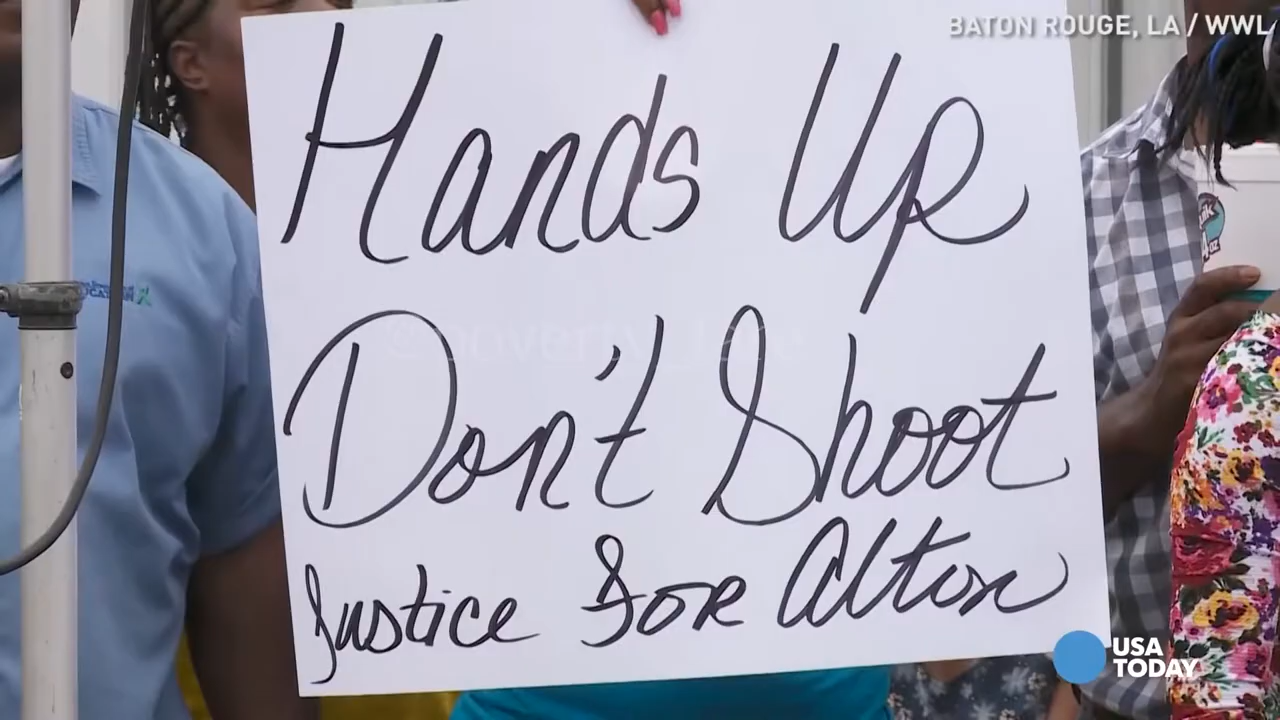 BATON ROUGE, LA / WWL
Hands Up
Don't Shoot
Justice For Alton
USA
TODAY